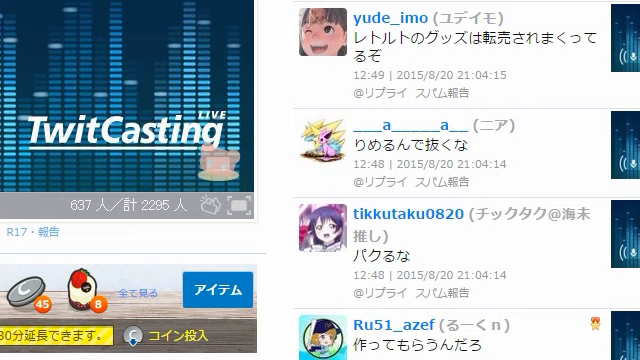 LIVE
TwitCasting
637 人／計 2295 人
R17・報告
45
8
全て見る
アイテム
30分延長できます。
C
コイン投入
yude_imo (ユデイモ)
レトルトのグッズは転売されまくって
るぞ
12:49 | 2015/8/20 21:04:15
@リプライ スパム報告
___a_____a__ (ニア)
りめるんで抜くな
12:48 | 2015/8/20 21:04:14
@リプライ スパム報告
tikkutaku0820 (チックタク@海未
推し)
パクるな
12:48 | 2015/8/20 21:04:14
@リプライ スパム報告
Ru51_azef (るーくｎ)
作ってもらうんだろ